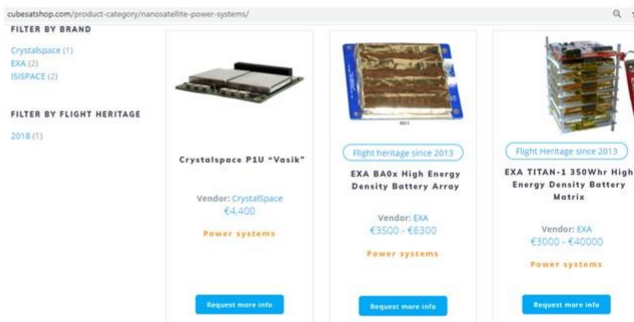 cubesatshop.com/product-category/nanosatellite-power-systems/
FILTER BY BRAND
Crystalspace (1)
EXA (2)
ISISPACE (2)
FILTER BY FLIGHT HERITAGE
2018 (1)
Crystalspace P1U “Vasik”
Vendor: CrystalSpace
€4,400
Power systems
Request more info
Flight heritage since 2013
EXA BA0x High Energy
Density Battery Array
Vendor: EXA
€3500 - €6300
Power systems
Request more info
Flight Heritage since 2013
EXA TITAN-1 350Whr High
Energy Density Battery
Matrix
Vendor: EXA
€3000 - €40000
Power systems
Request more info